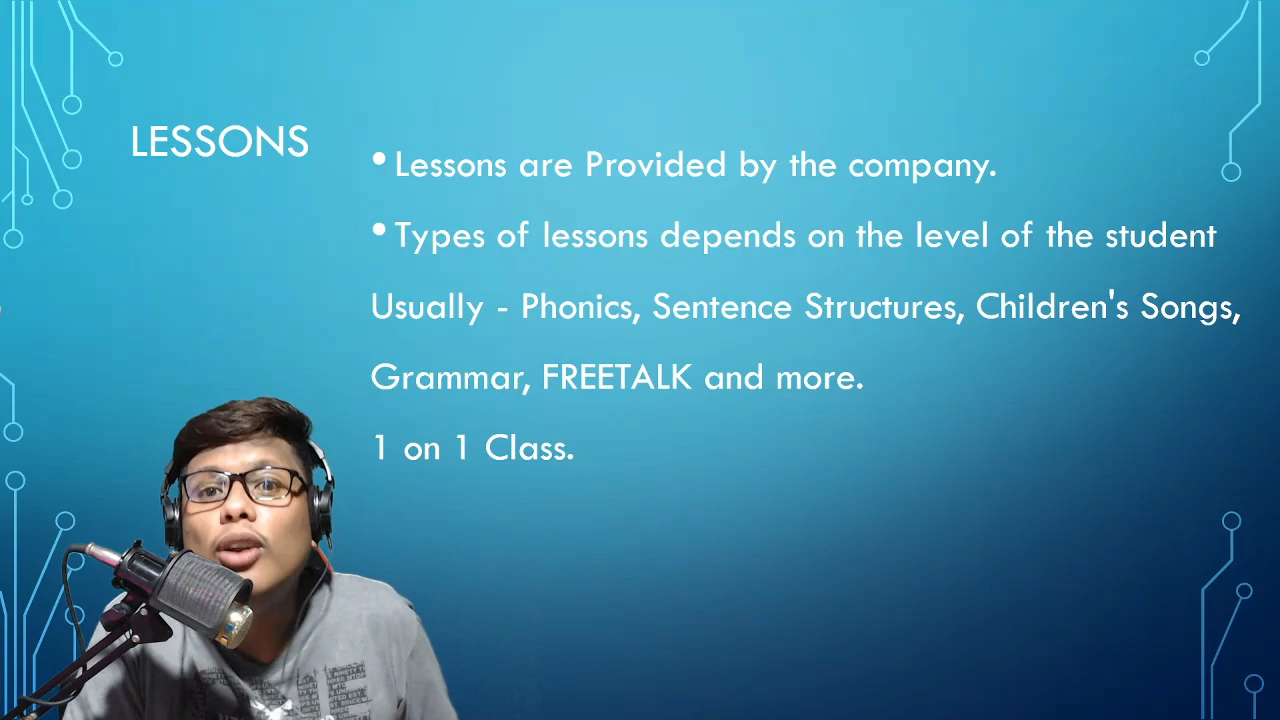 LESSONS
• Lessons are Provided by the company.
• Types of lessons depends on the level of the student
Usually - Phonics, Sentence Structures, Children's Songs,
Grammar, FREETALK and more.
1 on 1 Class.